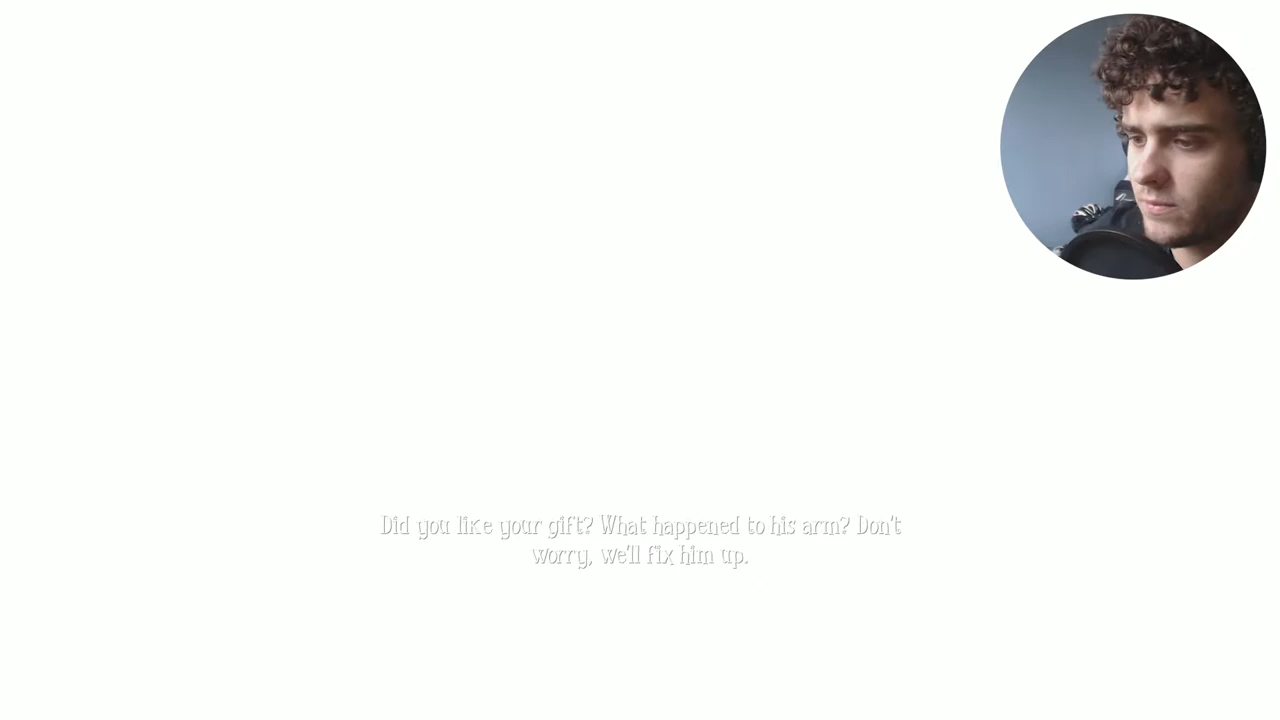 Did you like your gift? What happened to his arm? Don't
worry, we'll fix him up.